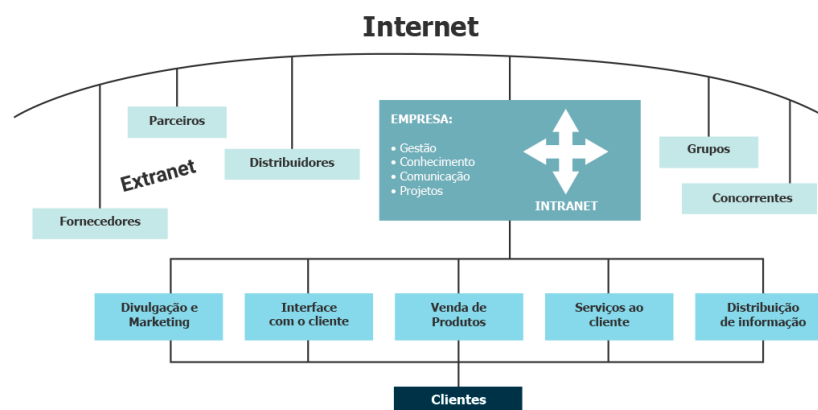 Internet
Parceiros
Extranet
Distribuidores
Fornecedores
EMPRESA:
• Gestão
• Conhecimento
• Comunicação
• Projetos
INTRANET
Grupos
Concorrentes
Divulgação e
Marketing
Interface
com o cliente
Venda de
Produtos
Serviços ao
cliente
Distribuição
de informação
Clientes